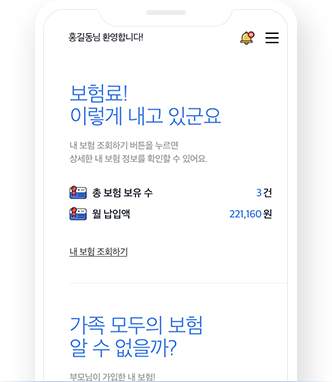 홍길동님 환영합니다!
보험료!
이렇게 내고 있군요
내 보험 조회하기 버튼을 누르면
상세한 내 보험 정보를 확인할 수 있어요.
총 보험 보유 수 3 건
월 납입액 221,160 원
내 보험 조회하기
가족 모두의 보험
알 수 없을까?
부모님이 가입한 내 보험!